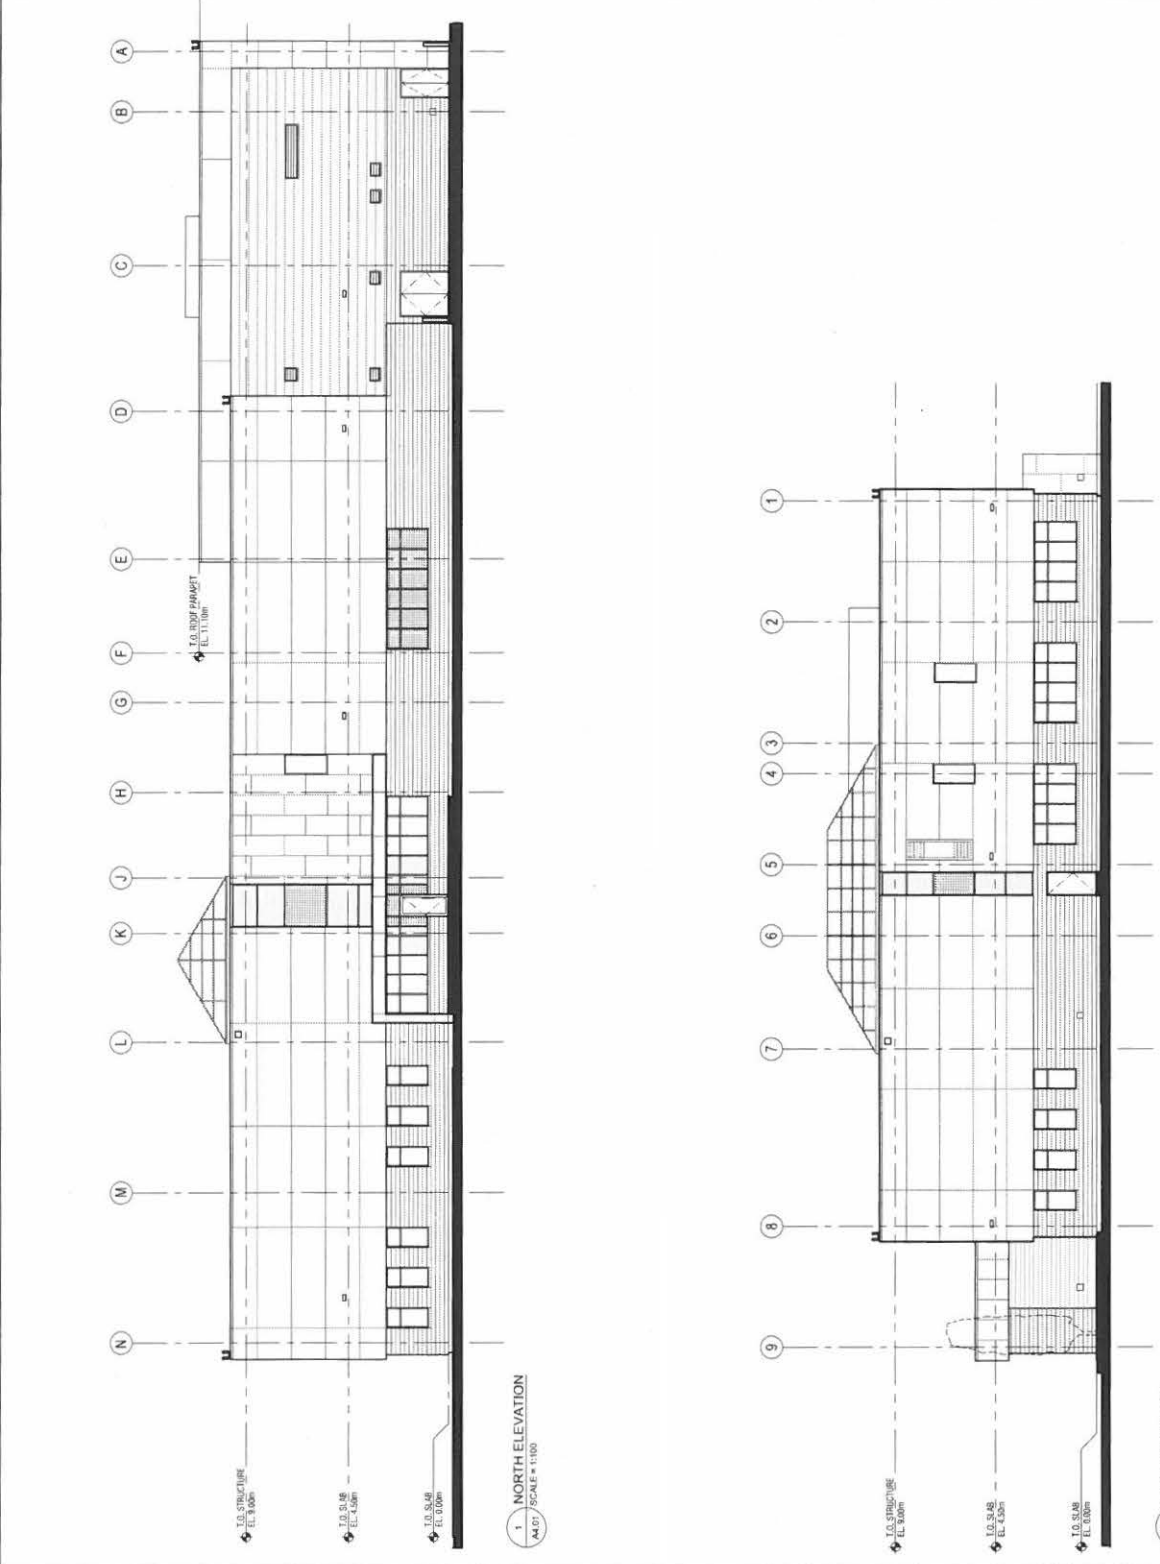 N
M
L
K
J
H
G
F
E
D
C
B
A
T.O. ROOF PARAPET
EL. 11.10m
T.O. STRUCTURE
EL. 9.00m
T.O. SLAB
EL. 4.50m
T.O. SLAB
EL. 0.00m
1
A4.01
NORTH ELEVATION
SCALE = 1:100
9
8
7
6
5
4
3
2
1
T.O. STRUCTURE
EL. 9.00m
T.O. SLAB
EL. 4.50m
T.O. SLAB
EL. 0.00m